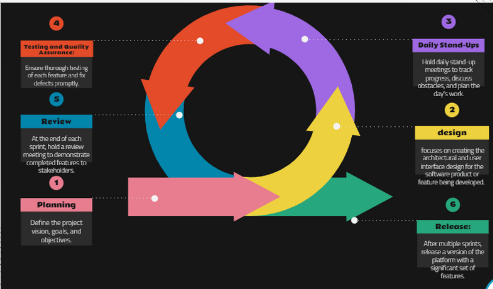 4
Testing and Quality
Assurance:
Ensure thorough testing
of each feature and fix
defects promptly.
5
Review
At the end of each
sprint, hold a review
meeting to demonstrate
completed features to
stakeholders.
1
Planning
Define the project
vision, goals, and
objectives.
3
Daily Stand-Ups
Hold daily stand-up
meetings to track
progress, discuss
obstacles, and plan the
day's work.
2
design
focuses on creating the
architectural and user
interface design for the
software product or
feature being developed.
6
Release:
After multiple sprints,
release a version of the
platform with a
significant set of
features.